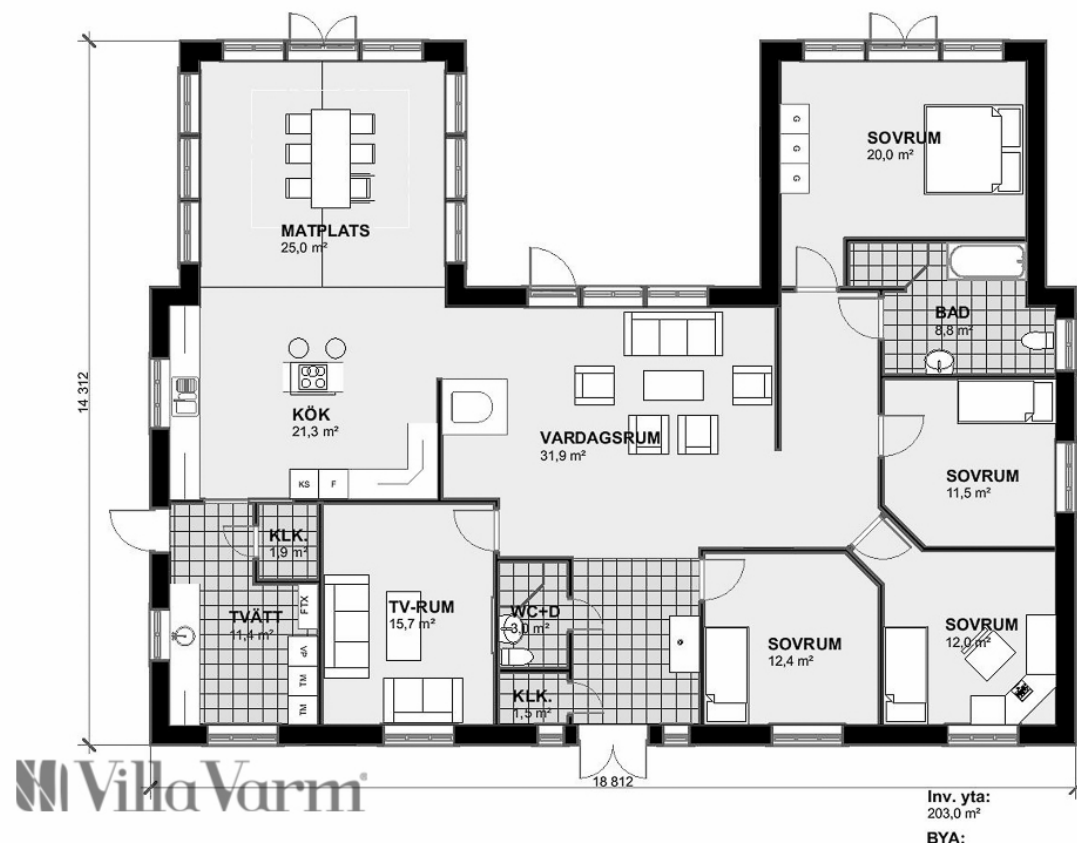 SOVRUM
20,0 m²
G
G
G
MATPLATS
25,0 m²
BAD
8,8 m²
14 312
KÖK
21,3 m²
VARDAGSRUM
31,9 m²
SOVRUM
11,5 m²
KS
F
KLK.
1,9 m²
TVÄTT
11,4 m²
FTX
VP
TM
TM
TV-RUM
15,7 m²
WC+D
3,0 m²
KLK.
1,5 m²
SOVRUM
12,4 m²
SOVRUM
12,0 m²
18 812
VillaVarm
Inv. yta:
203,0 m²
BYA: